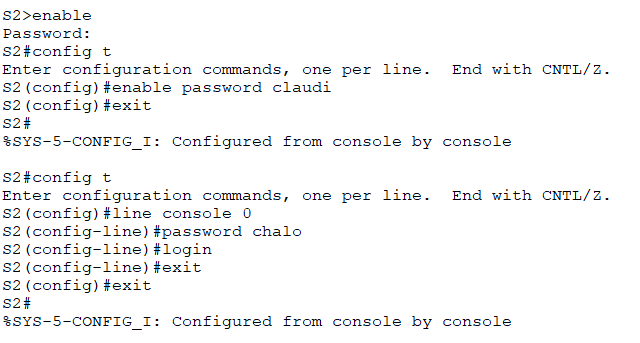 S2>enable
Password:
S2#config t
Enter configuration commands, one per line.  End with CNTL/Z.
S2(config)#enable password claudi
S2(config)#exit
S2#
%SYS-5-CONFIG_I: Configured from console by console
S2#config t
Enter configuration commands, one per line.  End with CNTL/Z.
S2(config)#line console 0
S2(config-line)#password chalo
S2(config-line)#login
S2(config-line)#exit
S2(config)#exit
S2#
%SYS-5-CONFIG_I: Configured from console by console